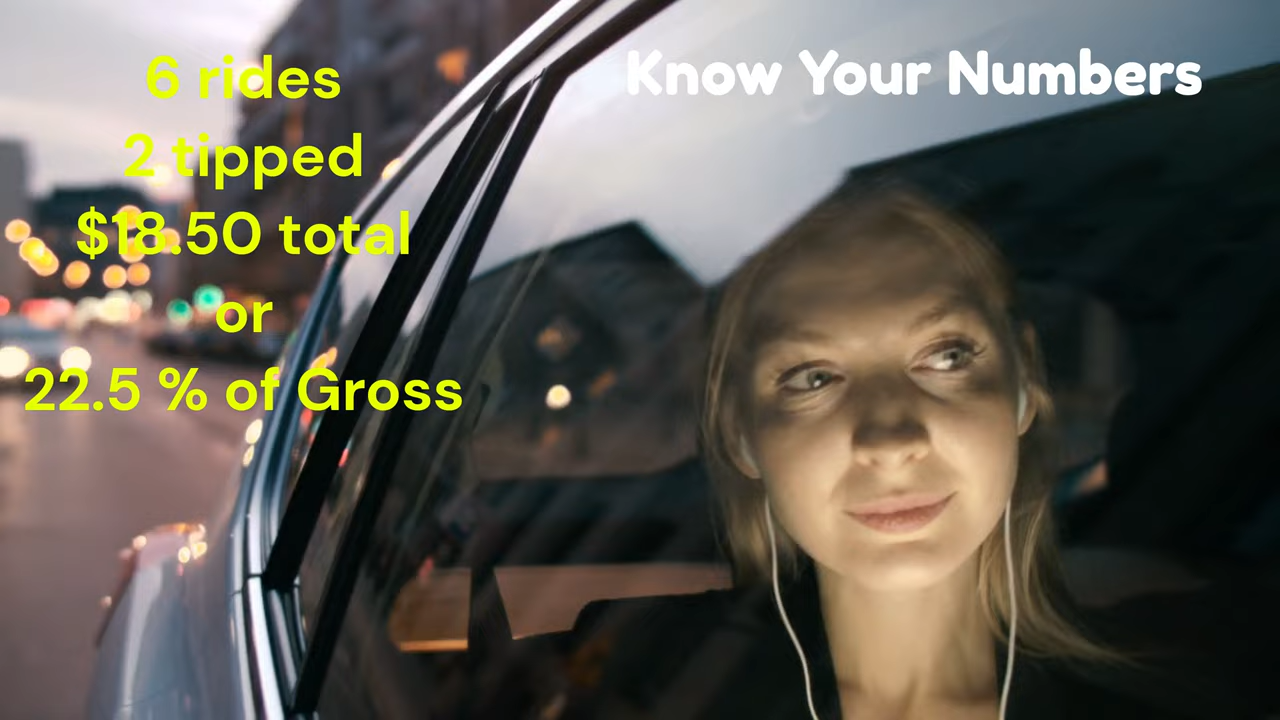 Know Your Numbers
6 rides
2 tipped
$18.50 total
or
22.5 % of Gross